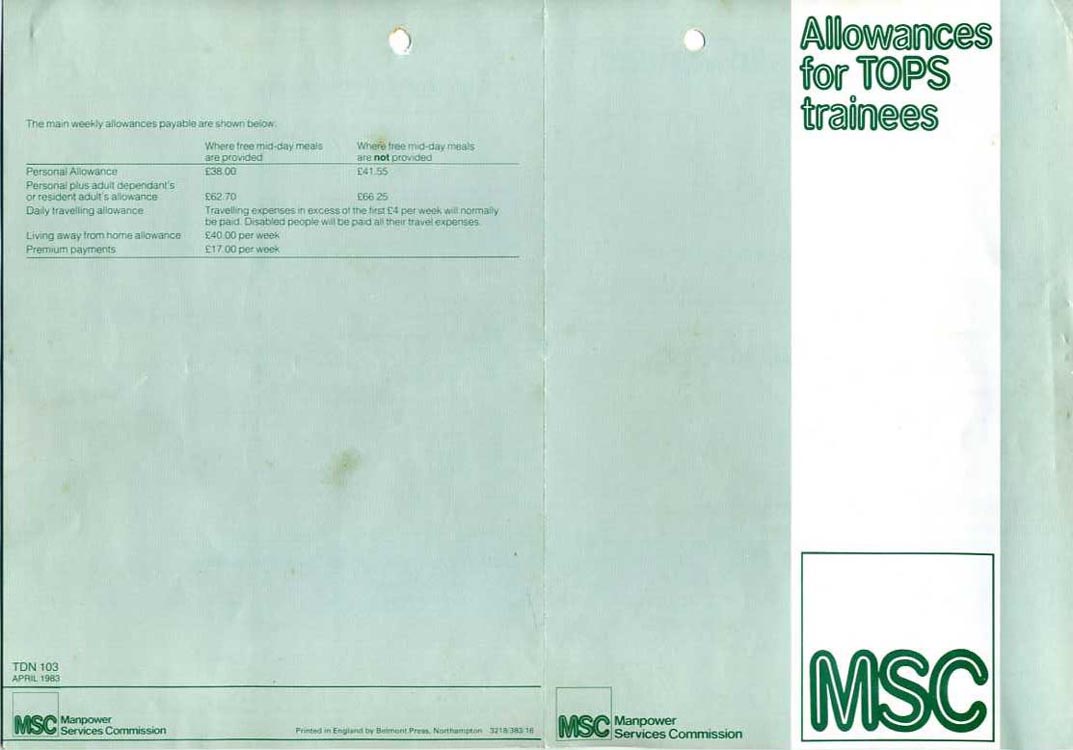 The main weekly allowances payable are shown below:
Where free mid-day meals are provided
Where free mid-day meals are not provided
Personal Allowance £38.00 £41.55
Personal plus adult dependant's
or resident adult's allowance £62.70 £66.25
Daily travelling allowance Travelling expenses in excess of the first £4 per week will normally
be paid. Disabled people will be paid all their travel expenses.
Living away from home allowance £40.00 per week
Premium payments £17.00 per week
TDN 103
APRIL 1983
MSC Manpower
Services Commission
Printed in England by Belmont Press, Northampton 3218/383/16
Allowances
for TOPS
trainees
MSC
MSC Manpower
Services Commission